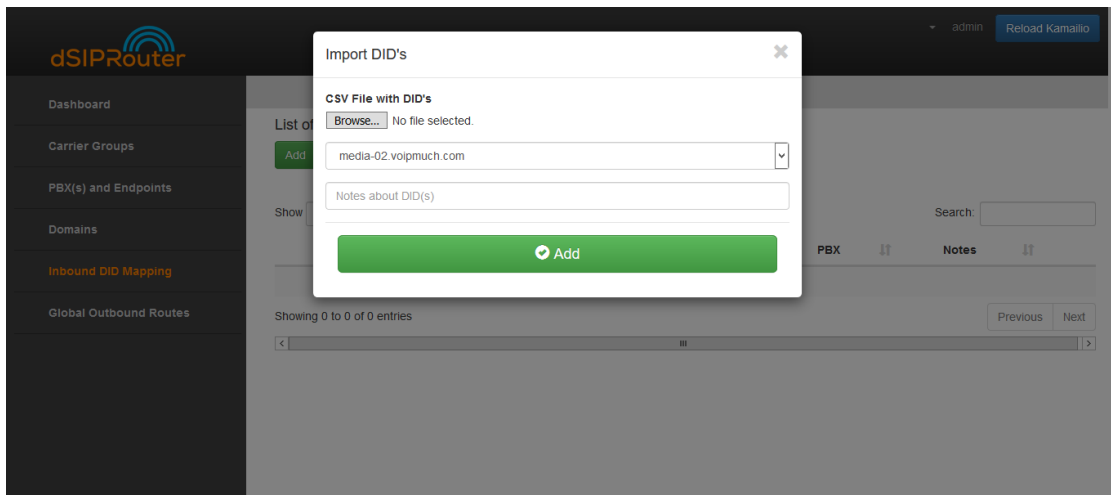 admin
Reload Kamailio
dSIPRouter
Import DID's
×
Dashboard
Carrier Groups
PBX(s) and Endpoints
Domains
Inbound DID Mapping
Global Outbound Routes
CSV File with DID's
Browse... No file selected.
media-02.voipmuch.com
Notes about DID(s)
Add
List of
Add
Show
Search:
PBX
Notes
Showing 0 to 0 of 0 entries
Previous
Next